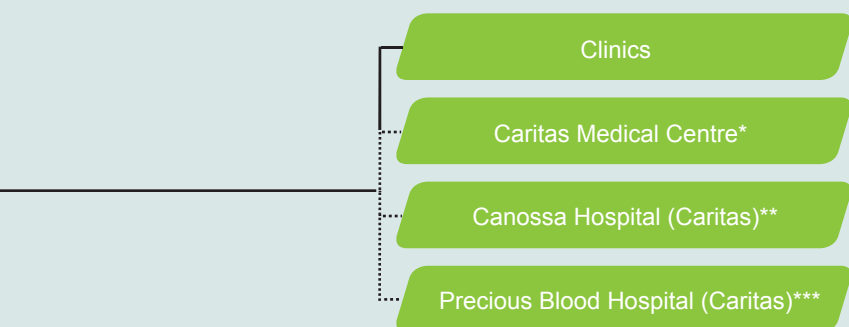 Clinics
Caritas Medical Centre*
Canossa Hospital (Caritas)**
Precious Blood Hospital (Caritas)***